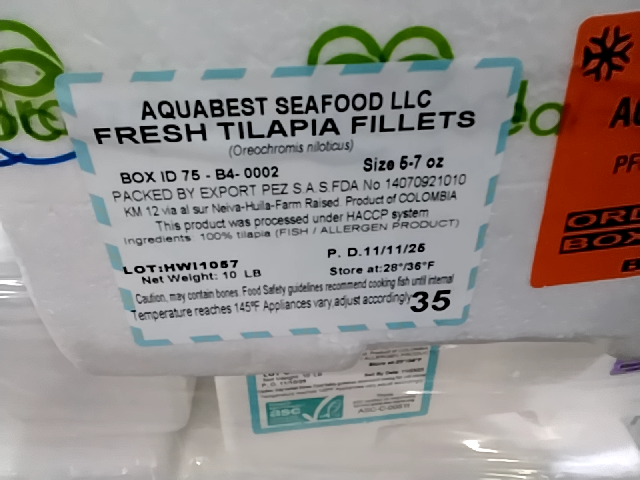 AQUABEST SEAFOOD LLC
FRESH TILAPIA FILLETS
(Oreochromis niloticus)
BOX ID 75 - B4- 0002 Size 5-7 oz
PACKED BY EXPORT PEZ S.A.S.FDA No 14070921010
KM 12 via al sur Neiva-Huila-Farm Raised. Product of COLOMBIA
This product was processed under HACCP system
Ingredients 100% tilapia (FISH / ALLERGEN PRODUCT)
LOT:HWI1057 P. D.11/11/25
Net Weight: 10 LB Store at:28°/36°F
Caution, may contain bones. Food Safety guidelines recommend cooking fish until internal
Temperature reaches 145°F Appliances vary,adjust accordingly 35
asc